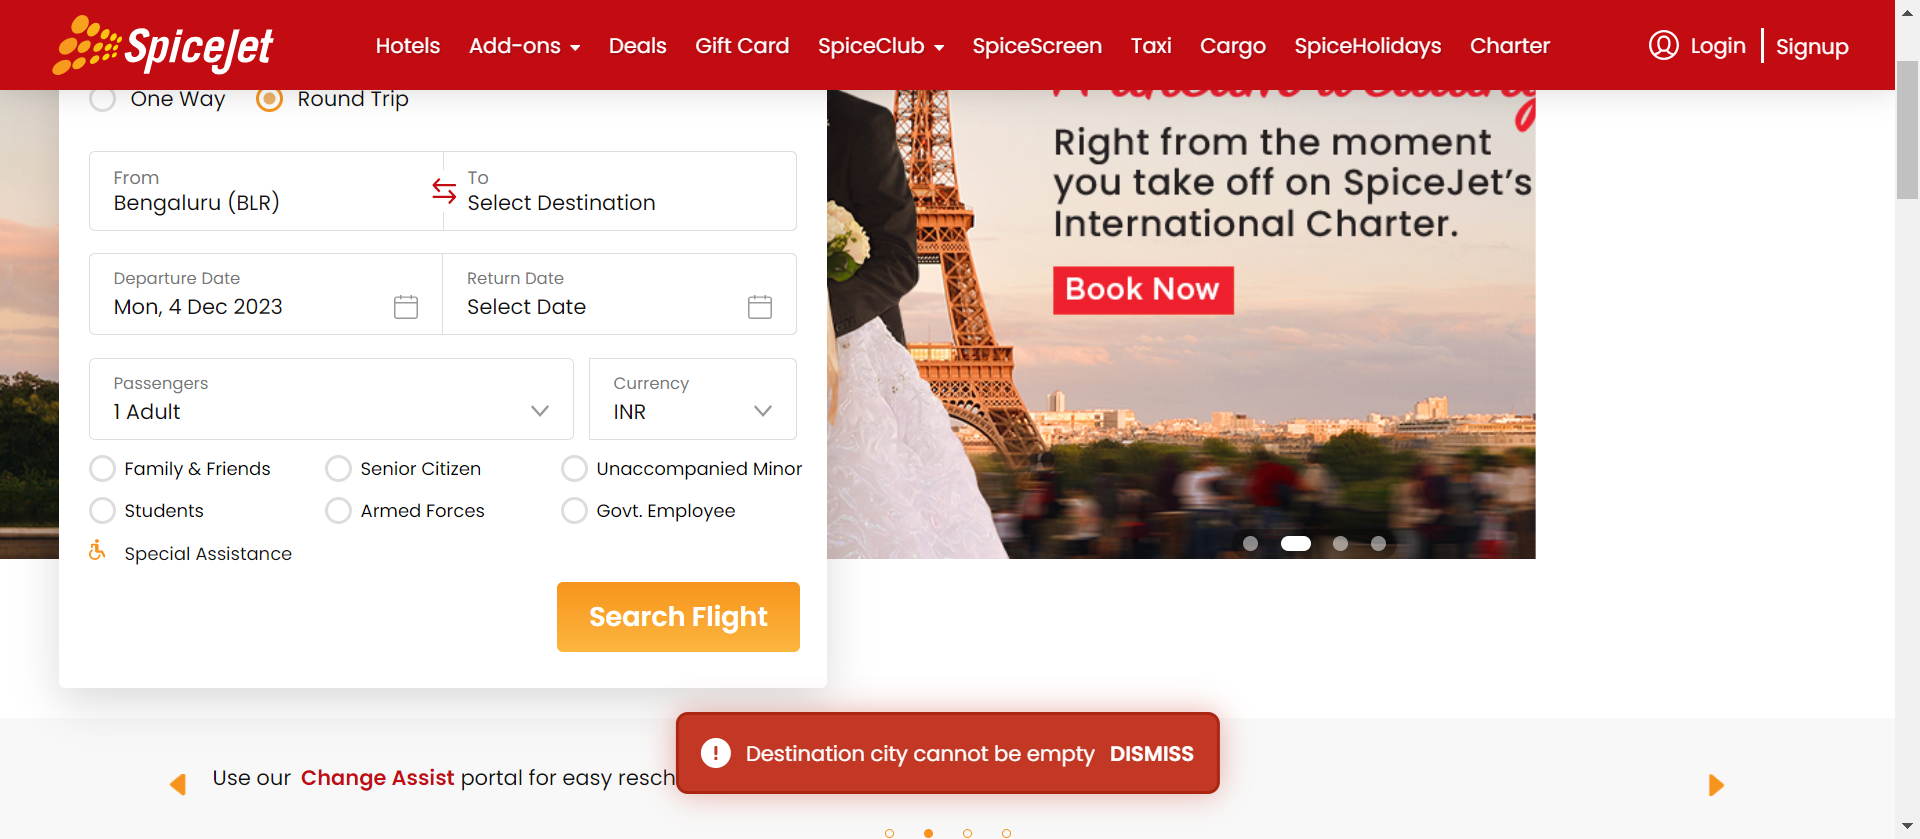 SpiceJet
Hotels Add-ons Deals Gift Card SpiceClub SpiceScreen Taxi Cargo SpiceHolidays Charter Login Signup
One Way Round Trip
From
Bengaluru (BLR)
To
Select Destination
Departure Date
Mon, 4 Dec 2023
Return Date
Select Date
Passengers
1 Adult
Currency
INR
Family & Friends Senior Citizen Unaccompanied Minor
Students Armed Forces Govt. Employee
Special Assistance
Search Flight
Right from the moment
you take off on SpiceJet's
International Charter.
Book Now
Destination city cannot be empty DISMISS
Use our Change Assist portal for easy resch